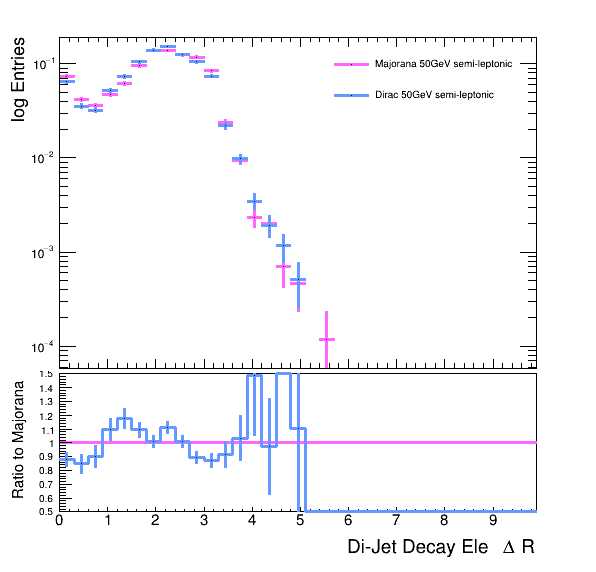 log Entries
10⁻¹
10⁻²
10⁻³
10⁻⁴
Majorana 50GeV semi-leptonic
Dirac 50GeV semi-leptonic
Ratio to Majorana
1.5
1.4
1.3
1.2
1.1
1
0.9
0.8
0.7
0.6
0.5
0 1 2 3 4 5 6 7 8 9
Di-Jet Decay Ele Δ R